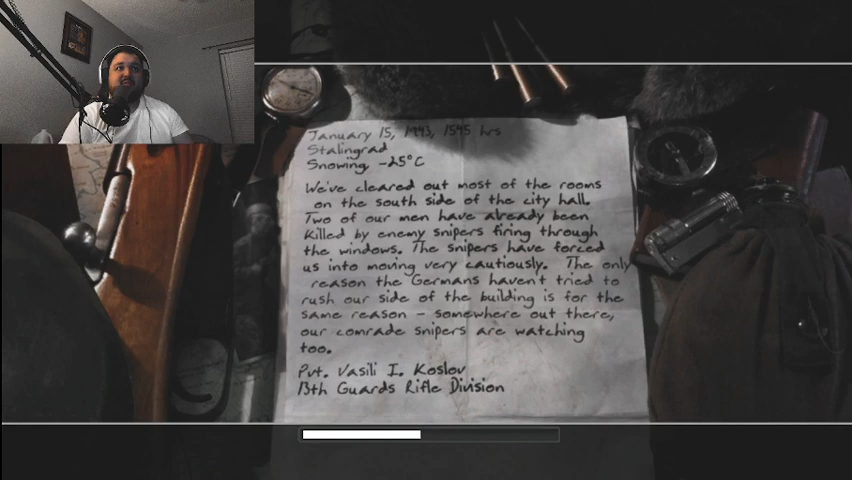 January 15, 1943, 1545 hrs
Stalingrad
Snowing, -25°C
We've cleared out most of the rooms
on the south side of the city hall.
Two of our men have already been
killed by enemy snipers firing through
the windows. The snipers have forced
us into moving very cautiously. The only
reason the Germans haven't tried to
rush our side of the building is for the
same reason - somewhere out there,
our comrade snipers are watching
too.
Pvt. Vasili I. Koslov
13th Guards Rifle Division